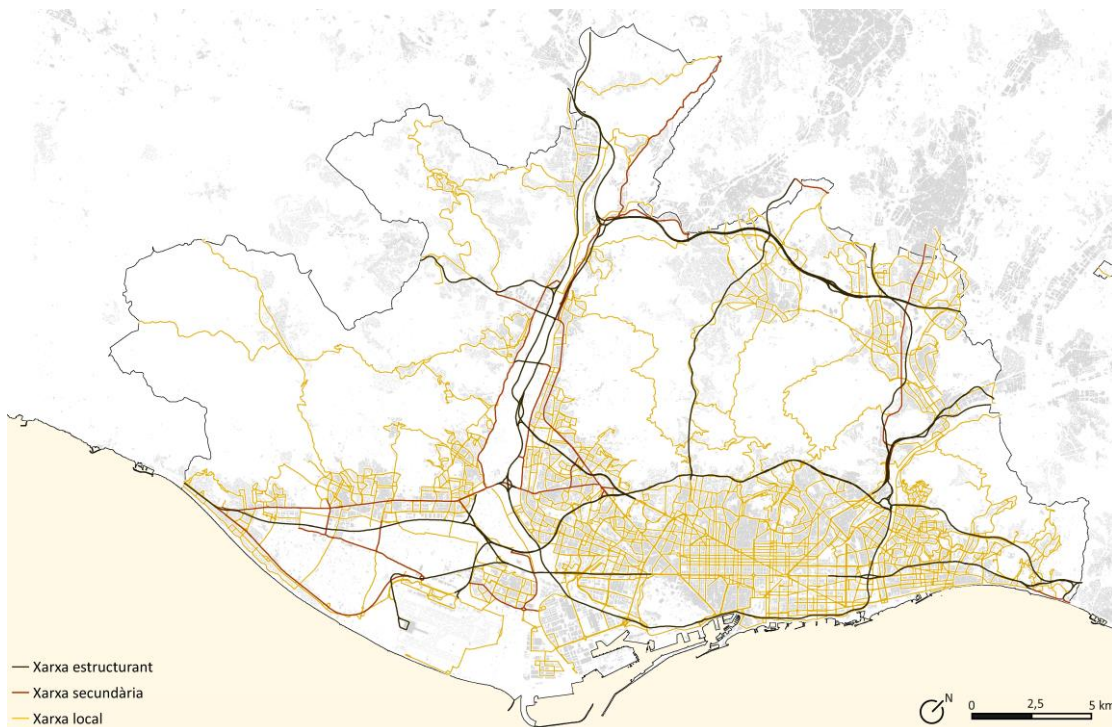 Xarxa estructurant
Xarxa secundària
Xarxa local
N
0 2,5 5 km